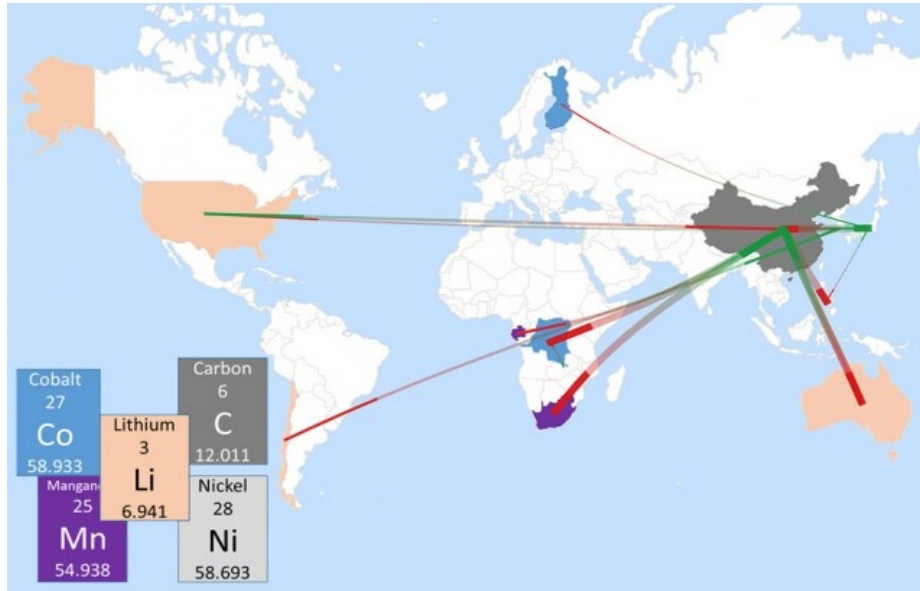 Cobalt
27
Co
58.933
Lithium
3
Li
6.941
Carbon
6
C
12.011
Mangan
25
Mn
54.938
Nickel
28
Ni
58.693